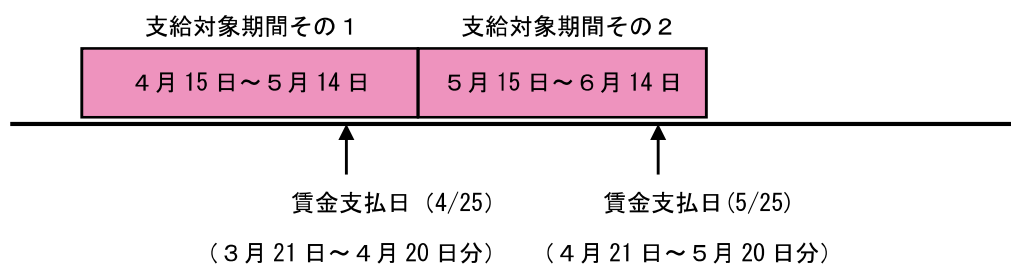 支給対象期間その１ 支給対象期間その２
４月 15 日～５月 14 日 ５月 15 日～６月 14 日
賃金支払日（4/25） 賃金支払日(5/25)
（３月 21 日～４月 20 日分） （４月 21 日～５月 20 日分）